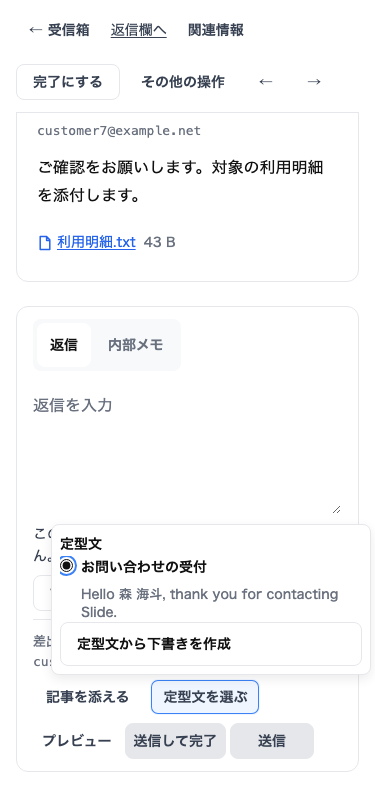 ← 受信箱 返信欄へ 関連情報
完了にする その他の操作 ← →
customer7@example.net
ご確認をお願いします。対象の利用明細
を添付します。
利用明細.txt 43 B
返信 内部メモ
返信を入力
定型文
お問い合わせの受付
Hello 森 海斗, thank you for contacting
Slide.
定型文から下書きを作成
記事を添える 定型文を選ぶ
プレビュー 送信して完了 送信